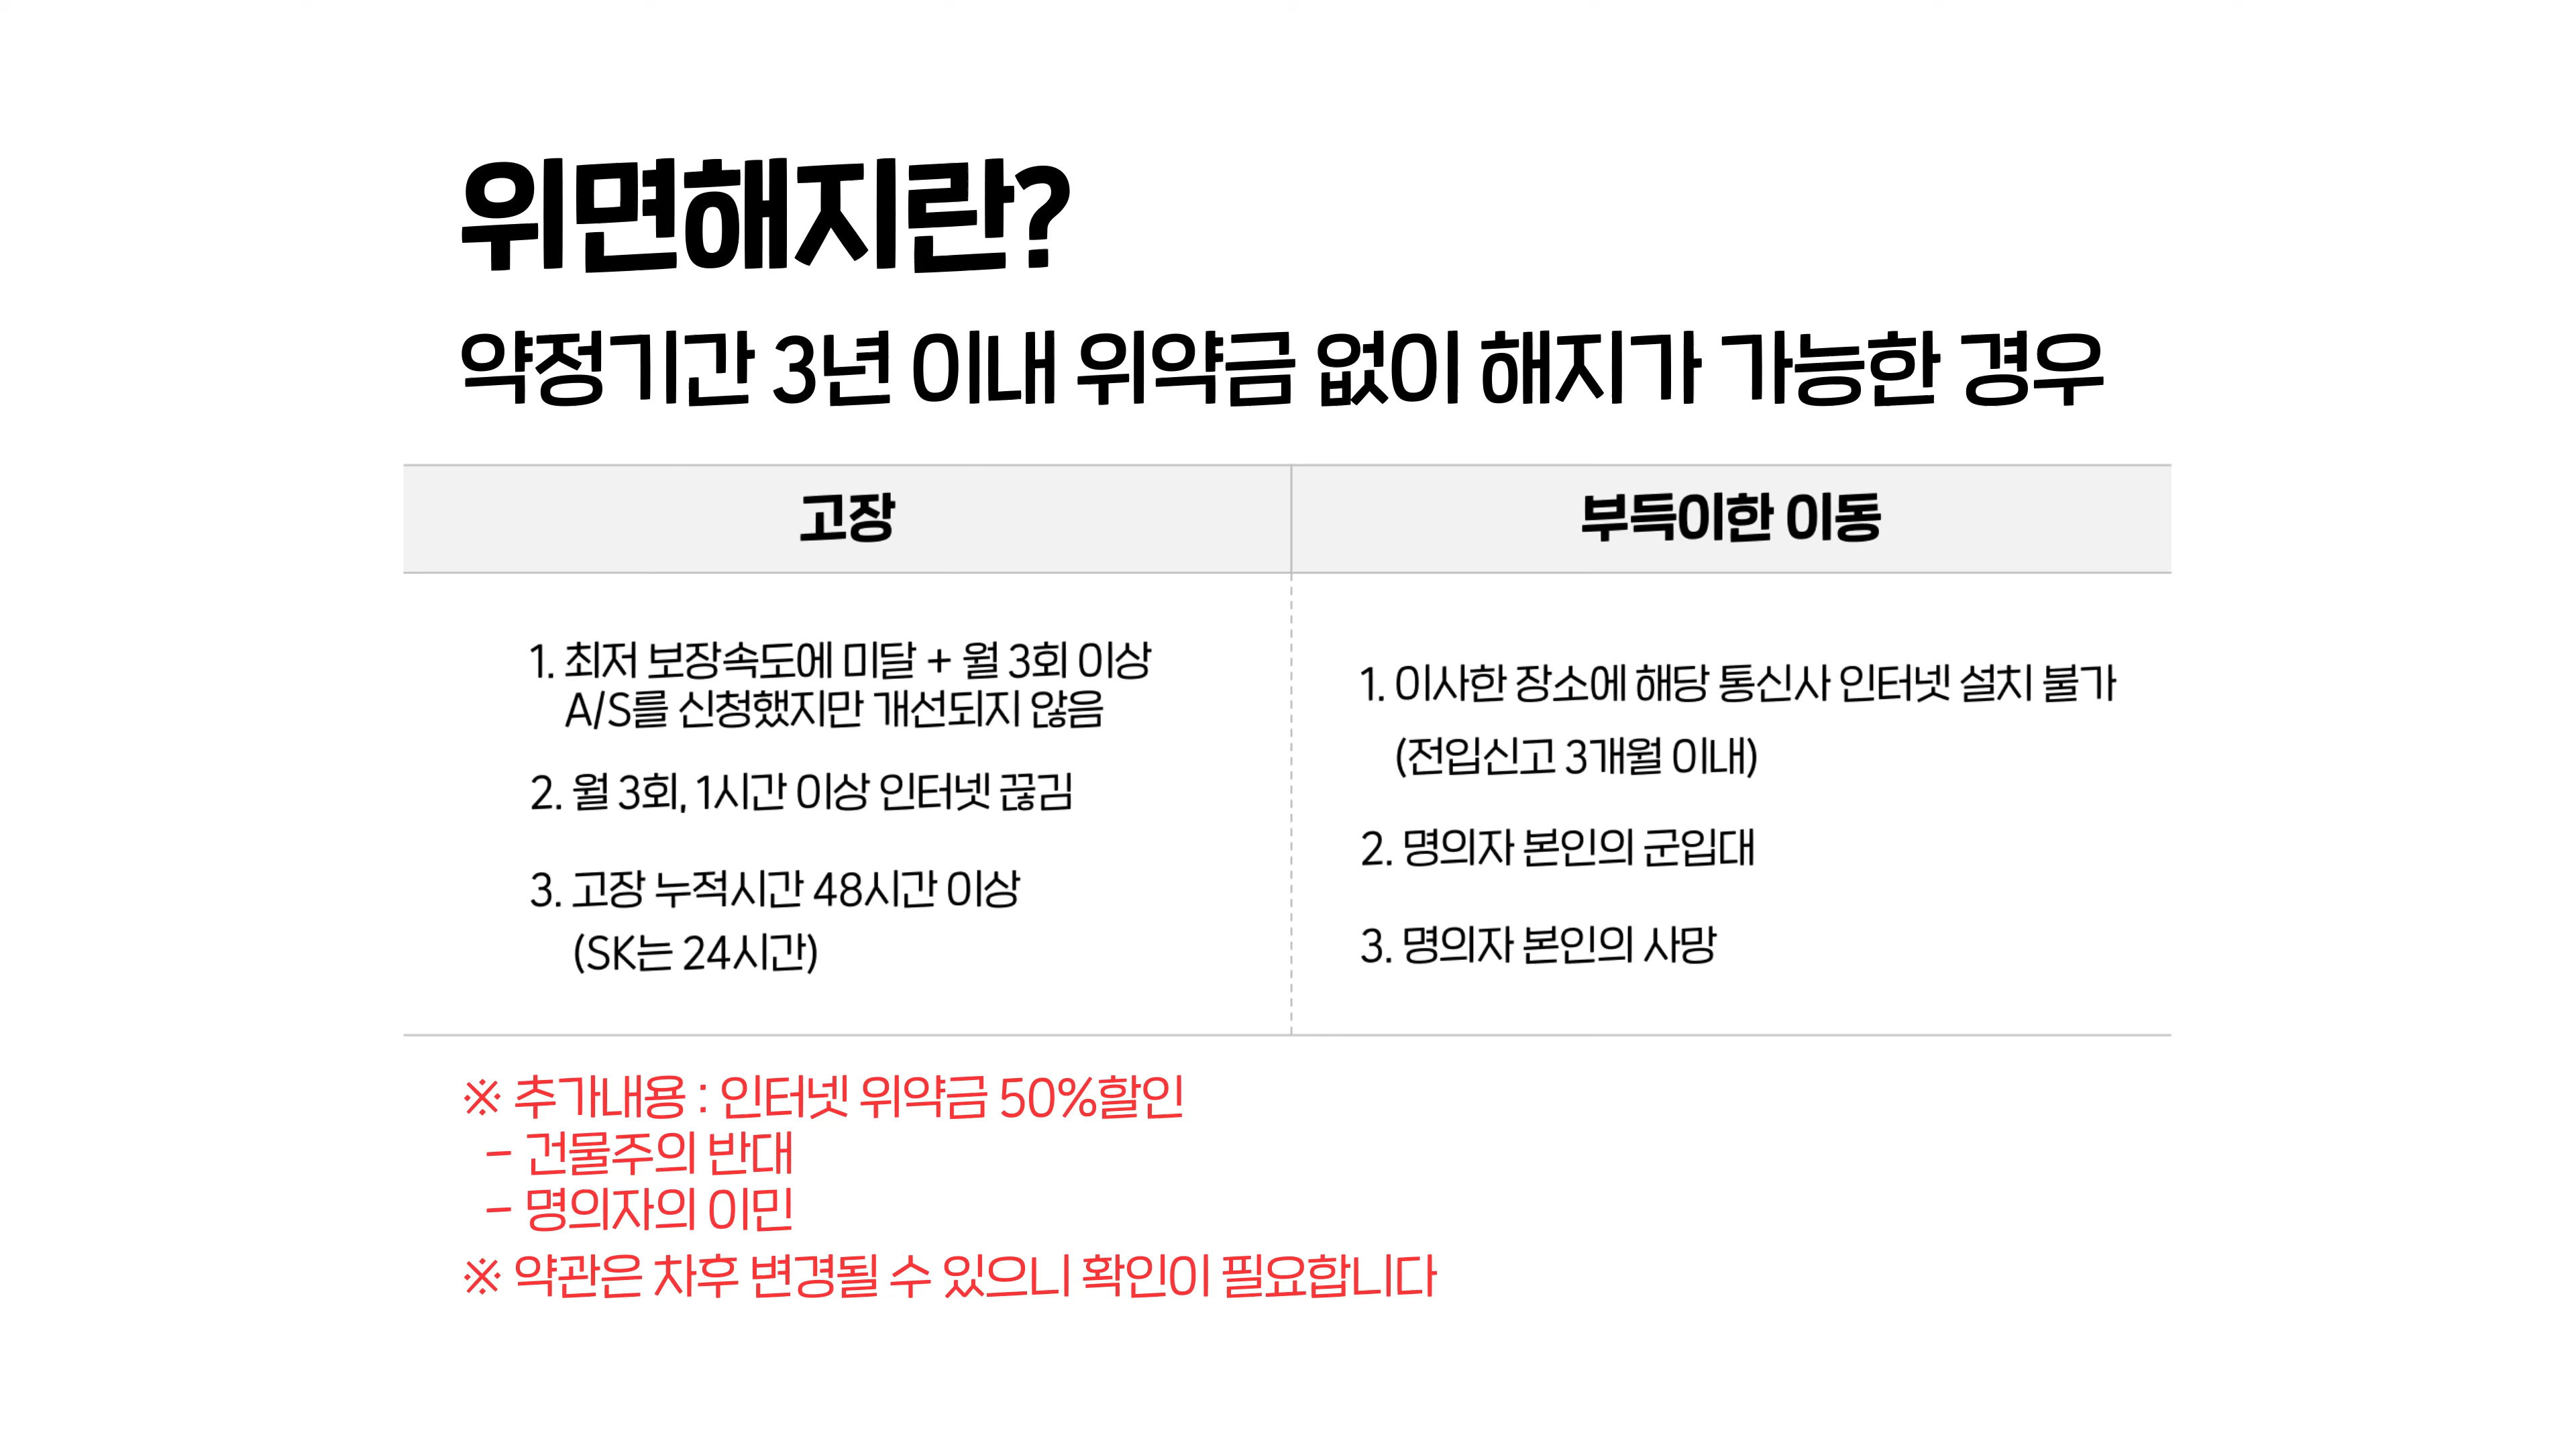 위면해지란?
약정기간 3년 이내 위약금 없이 해지가 가능한 경우
고장
부득이한 이동
1. 최저 보장속도에 미달 + 월 3회 이상
A/S를 신청했지만 개선되지 않음
2. 월 3회, 1시간 이상 인터넷 끊김
3. 고장 누적시간 48시간 이상
(SK는 24시간)
1. 이사한 장소에 해당 통신사 인터넷 설치 불가
(전입신고 3개월 이내)
2. 명의자 본인의 군입대
3. 명의자 본인의 사망
※ 추가내용 : 인터넷 위약금 50%할인
- 건물주의 반대
- 명의자의 이민
※ 약관은 차후 변경될 수 있으니 확인이 필요합니다